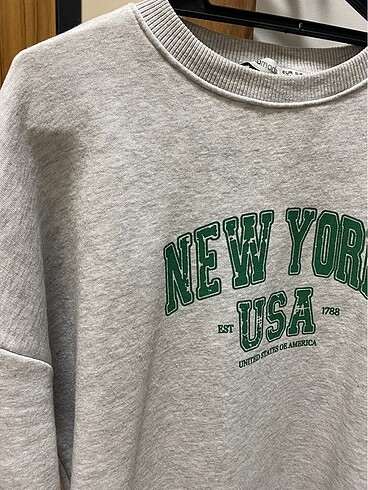 NEW YORK
EST USA 1788
UNITED STATES OF AMERICA